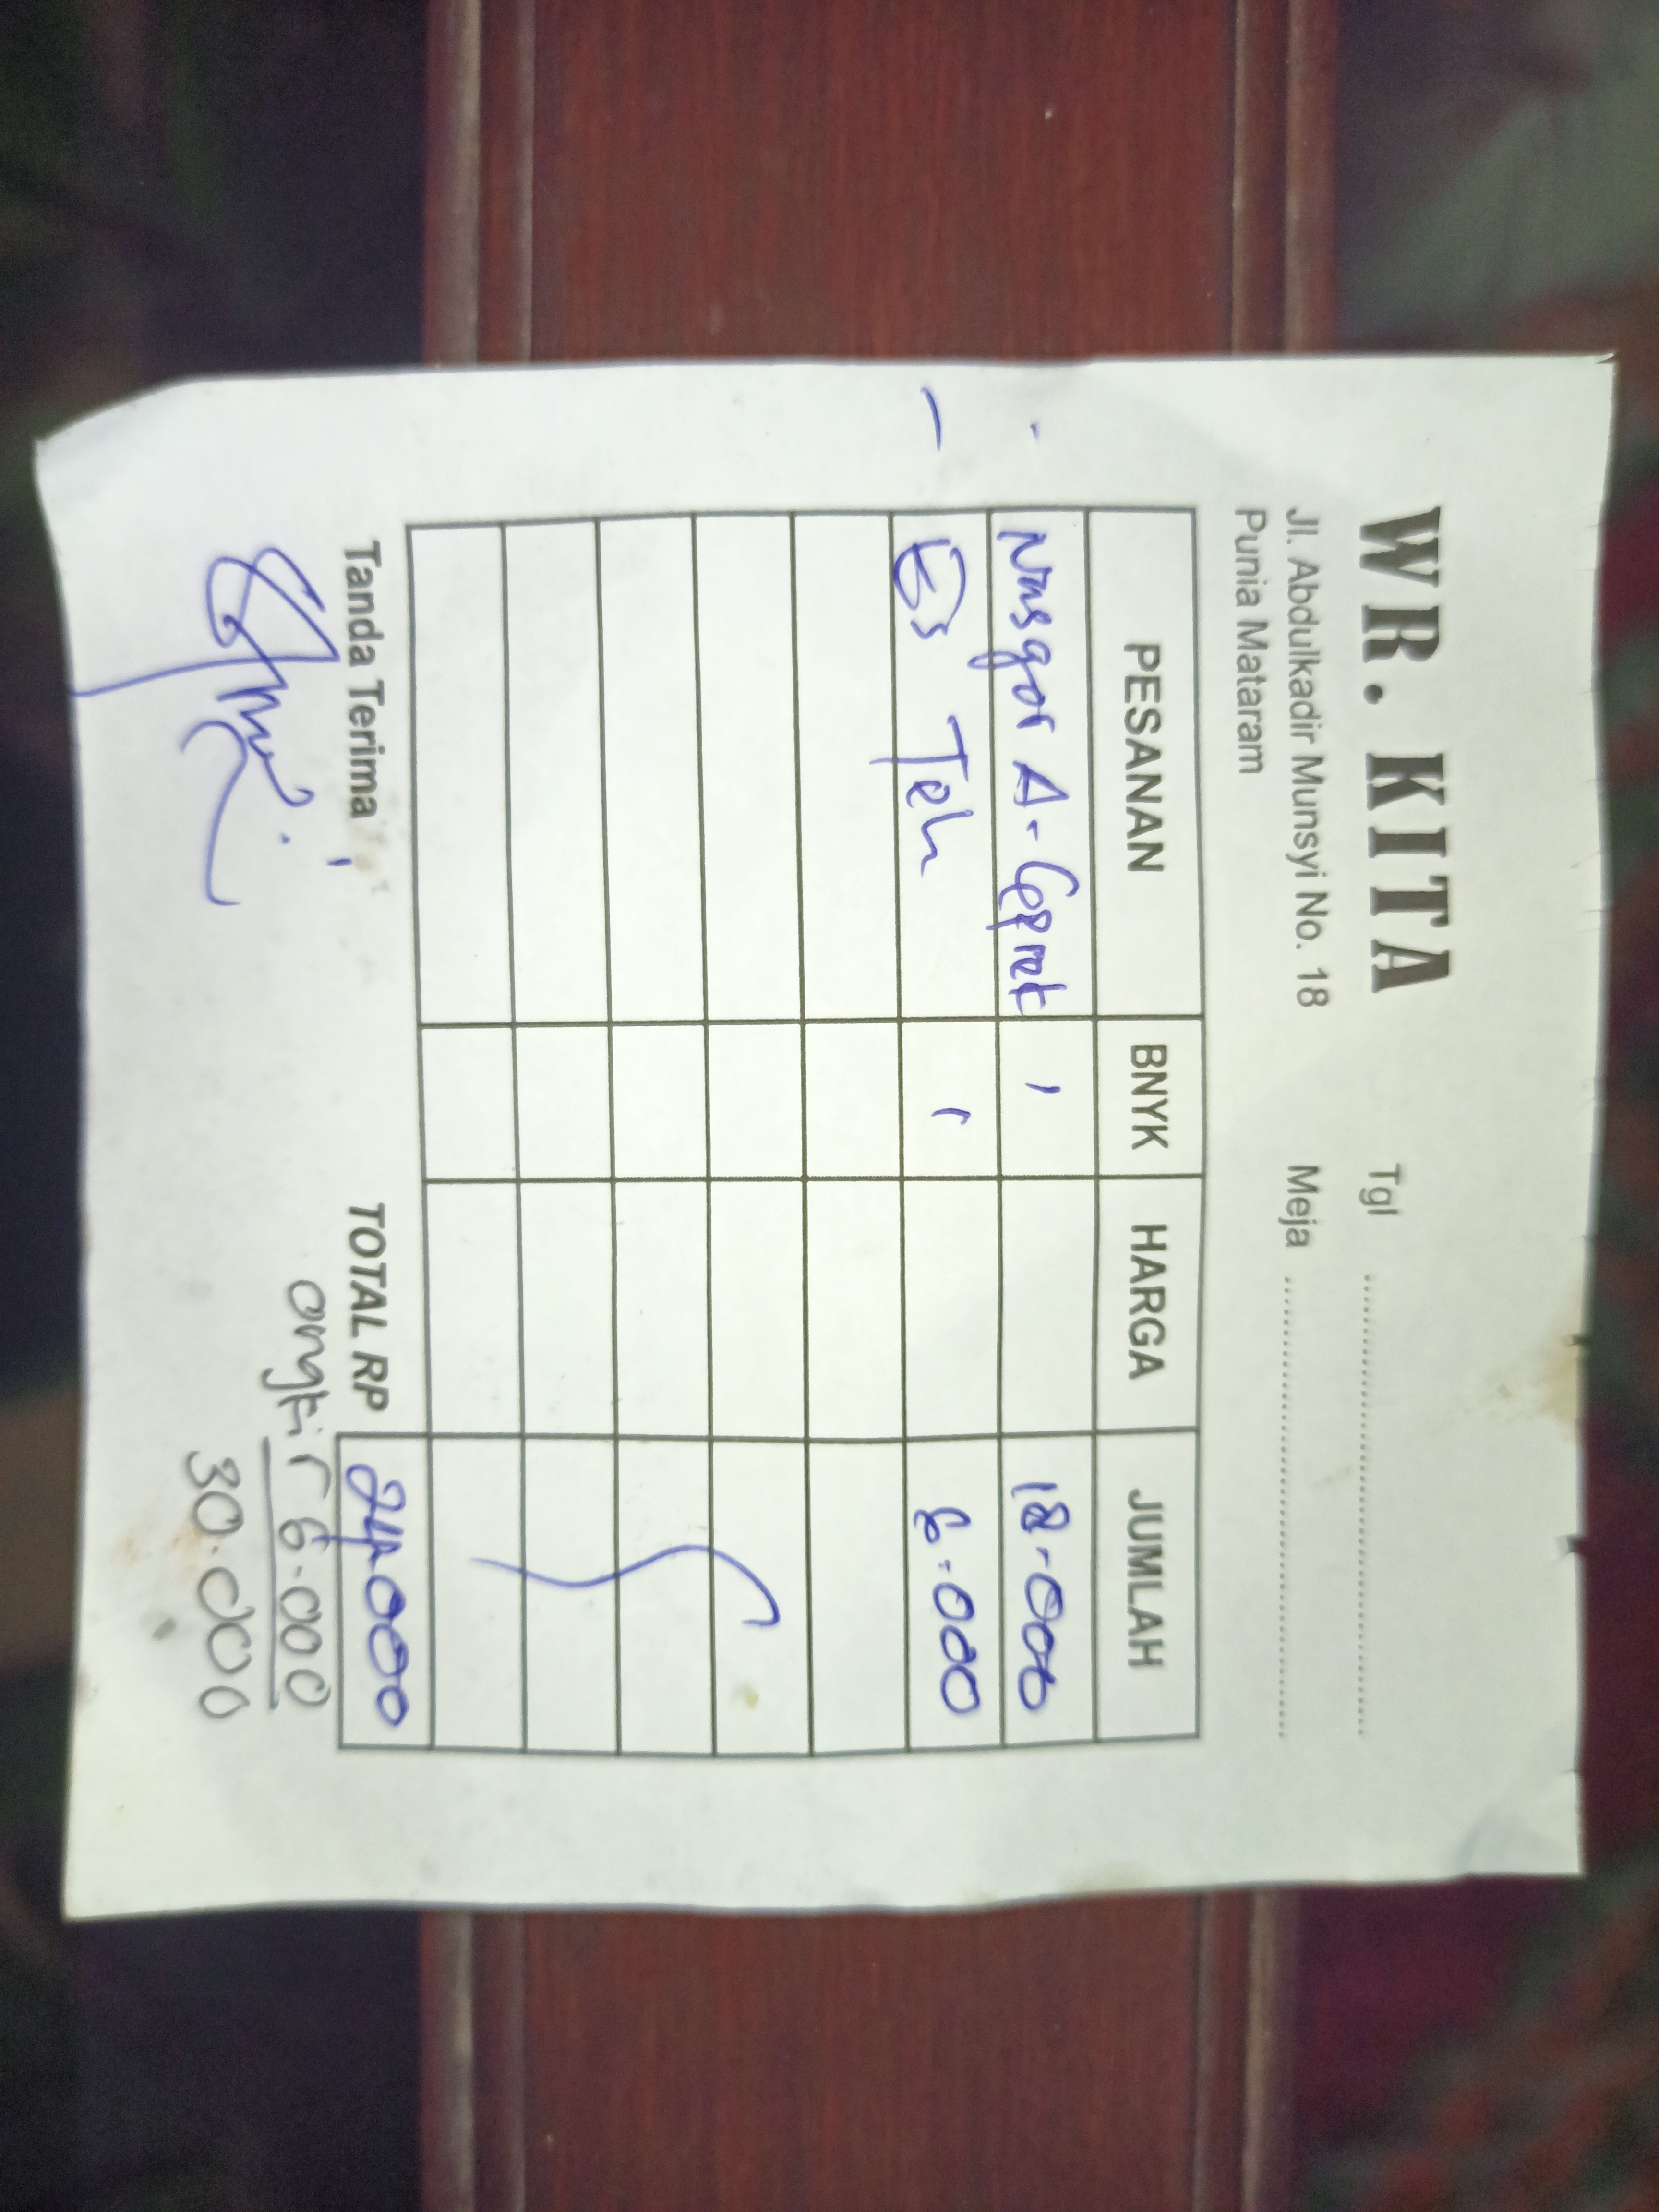 WR. KITA
Jl. Abdulkadir Munsyi No. 18
Punia Mataram
Tgl ..........
Meja ..........
PESANAN BNYK HARGA JUMLAH
- Nasgor A-Gprek 1 18.000
- Es Teh 1 6.000
Tanda Terima TOTAL RP 24.000
ongkir 6.000
30.000